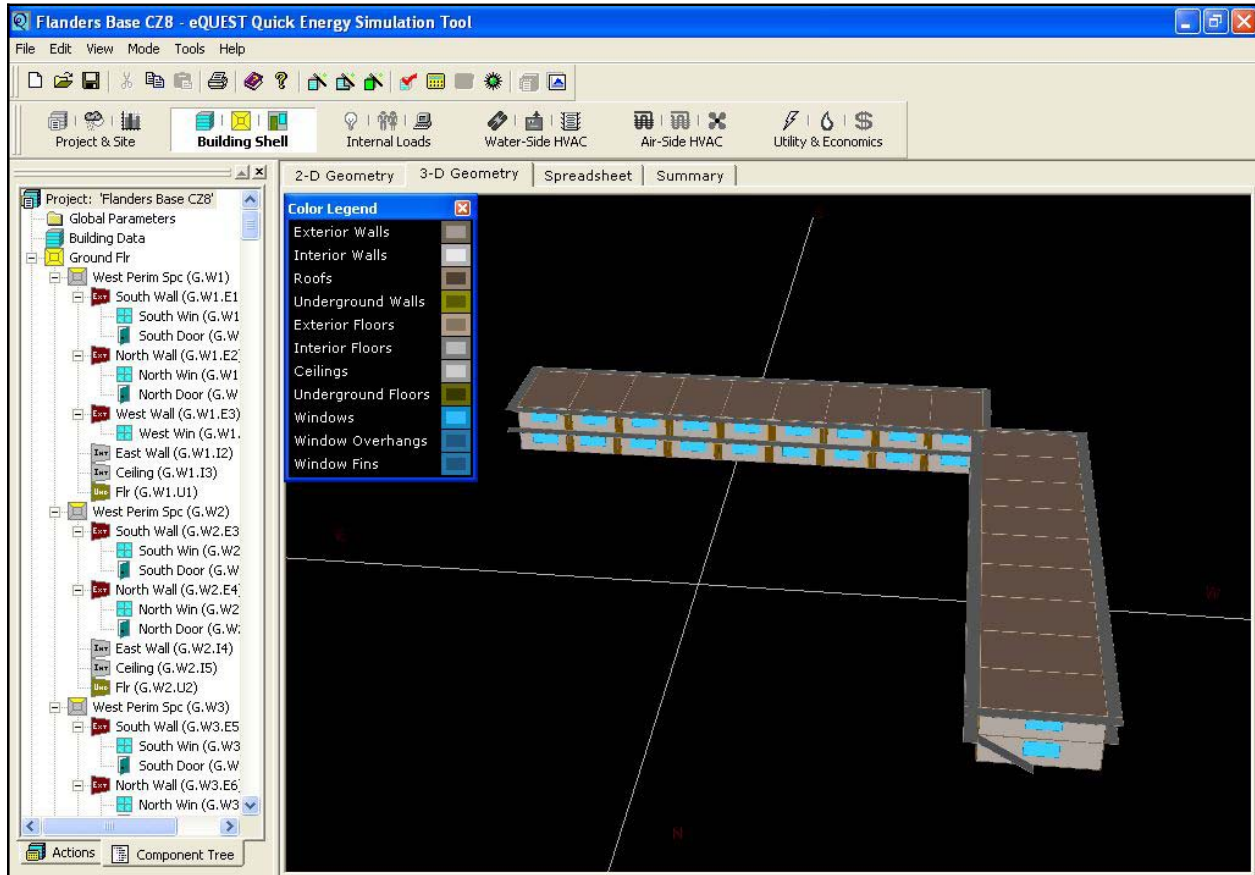 Flanders Base CZ8 - eQUEST Quick Energy Simulation Tool
File Edit View Mode Tools Help
Project & Site Building Shell Internal Loads Water-Side HVAC Air-Side HVAC Utility & Economics
2-D Geometry 3-D Geometry Spreadsheet Summary
Project: 'Flanders Base CZ8'
Global Parameters
Building Data
Ground Flr
West Perim Spc (G.W1)
South Wall (G.W1.E1
South Win (G.W1
South Door (G.W
North Wall (G.W1.E2)
North Win (G.W1
North Door (G.W
West Wall (G.W1.E3)
West Win (G.W1.
East Wall (G.W1.I2)
Ceiling (G.W1.I3)
Flr (G.W1.U1)
West Perim Spc (G.W2)
South Wall (G.W2.E3
South Win (G.W2
South Door (G.W
North Wall (G.W2.E4)
North Win (G.W2
North Door (G.W2
East Wall (G.W2.I4)
Ceiling (G.W2.I5)
Flr (G.W2.U2)
West Perim Spc (G.W3)
South Wall (G.W3.E5
South Win (G.W3
South Door (G.W
North Wall (G.W3.E6)
North Win (G.W3
Actions Component Tree
Color Legend
Exterior Walls
Interior Walls
Roofs
Underground Walls
Exterior Floors
Interior Floors
Ceilings
Underground Floors
Windows
Window Overhangs
Window Fins
W
N